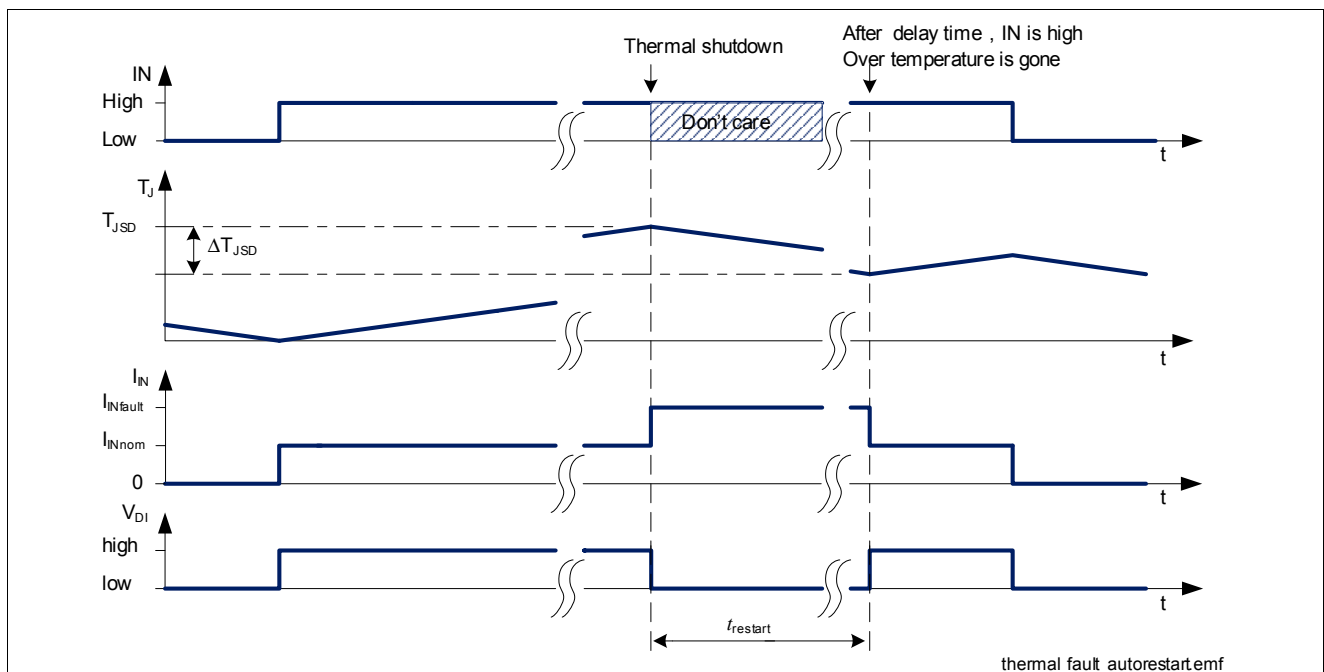 Thermal shutdown
After delay time , IN is high
Over temperature is gone
IN
High
Low
Don't care
t
TJ
TJSD
ΔTJSD
t
IIN
IINfault
IINnom
0
t
VDI
high
low
t
trestart
thermal fault autorestart.emf